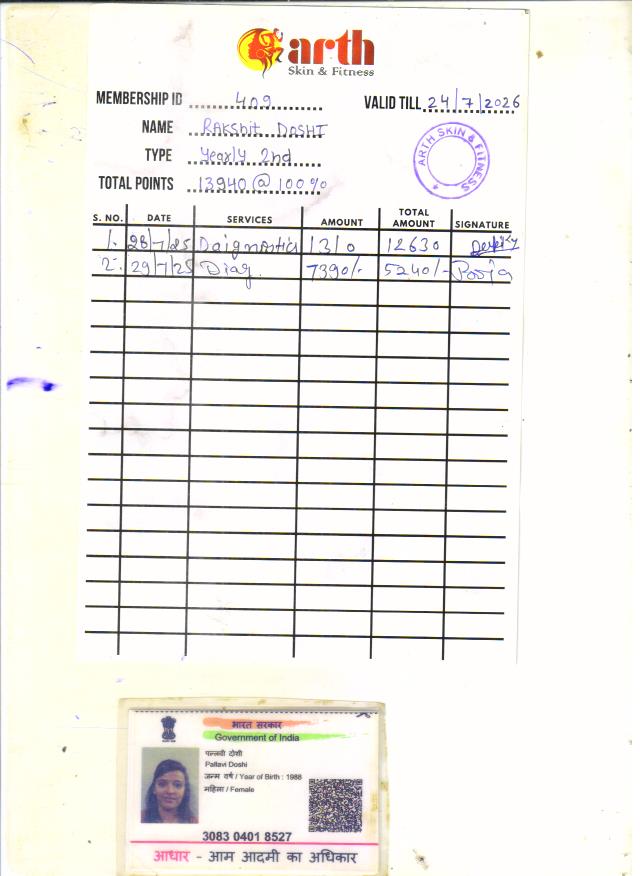 arth
Skin & Fitness
MEMBERSHIP ID 409 VALID TILL 24/7/2026
NAME Rakshit Doshi
TYPE Yearly 2nd
TOTAL POINTS 13940 @ 100%
ARTH SKIN & FITNESS
S. NO. DATE SERVICES AMOUNT TOTAL AMOUNT SIGNATURE
1. 28/7/25 Daignostics 1310 12630
2. 29/7/25 Diag. 7390/- 5240/- Pooja
भारत सरकार
Government of India
पल्लवी दोशी
Pallavi Doshi
जन्म वर्ष / Year of Birth : 1988
महिला / Female
3083 0401 8527
आधार - आम आदमी का अधिकार